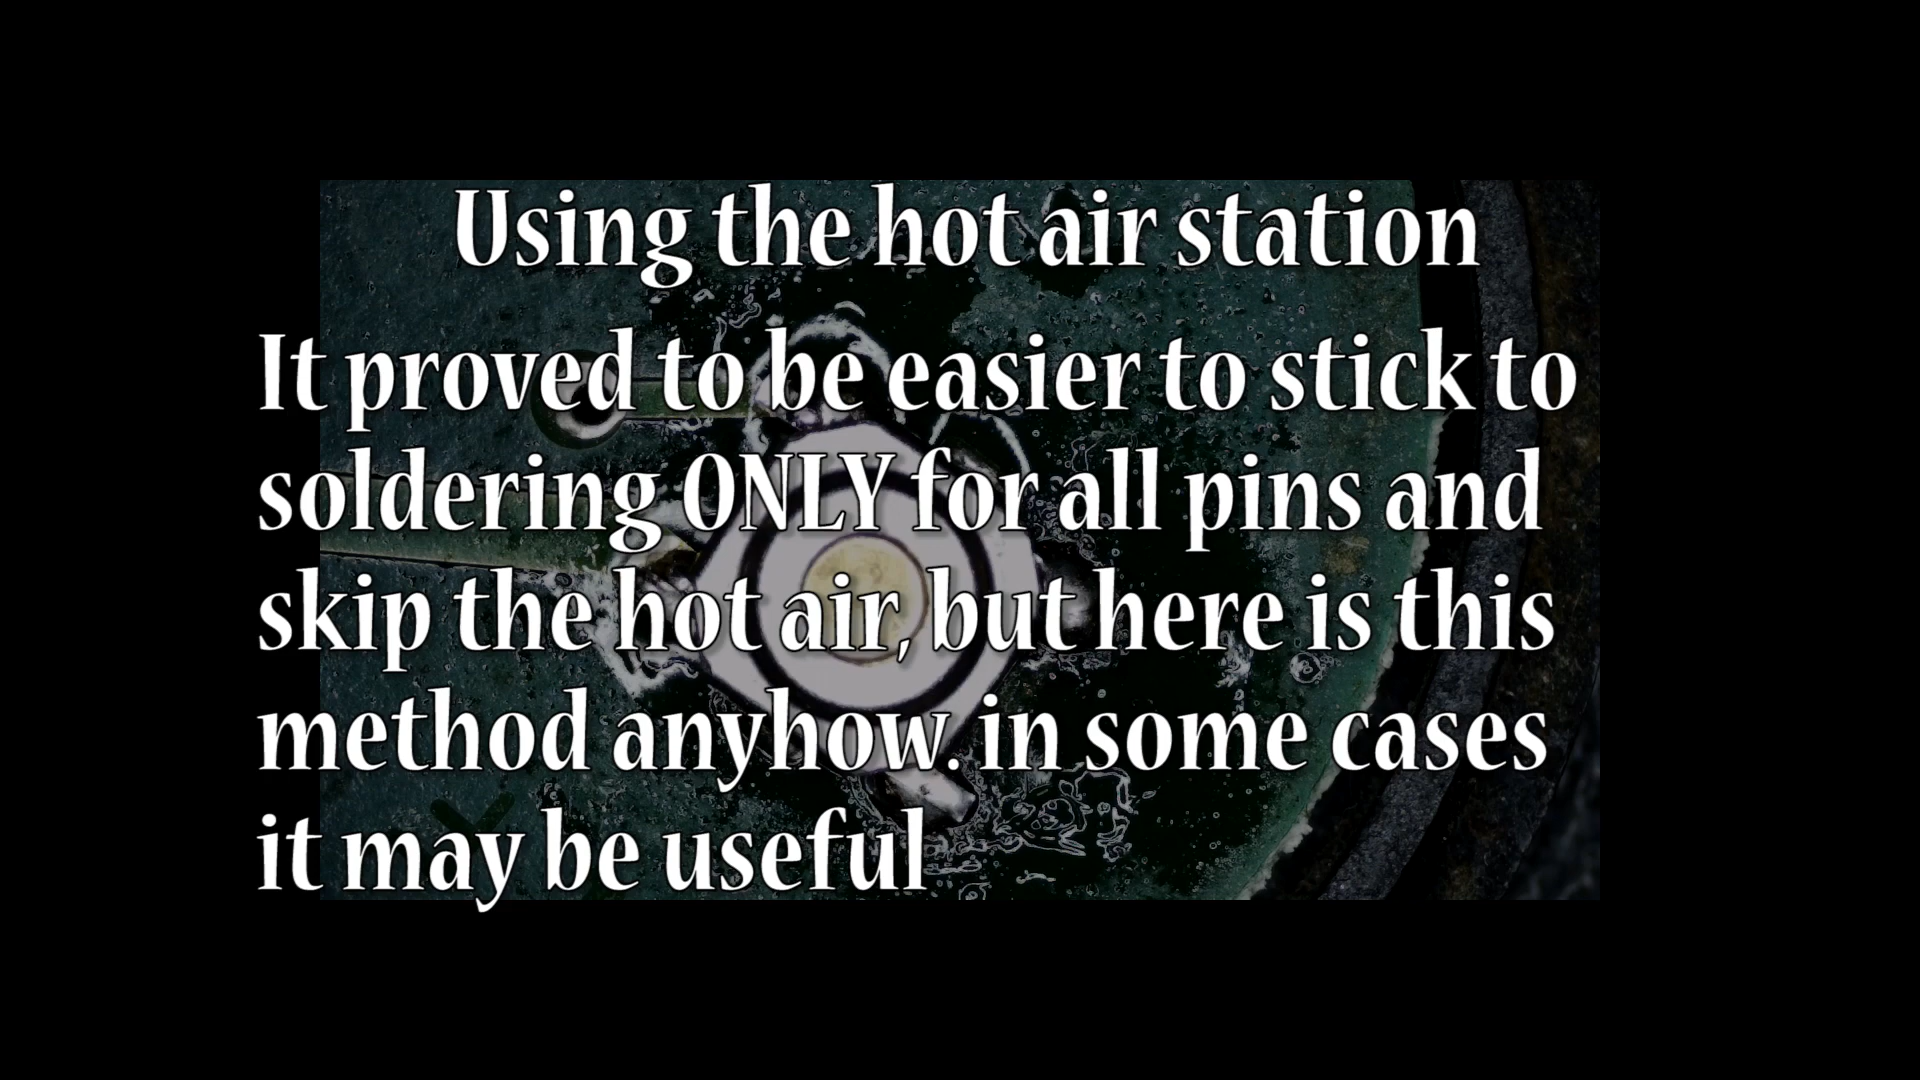 Using the hot air station
It proved to be easier to stick to
soldering ONLY for all pins and
skip the hot air, but here is this
method anyhow. in some cases
it may be useful